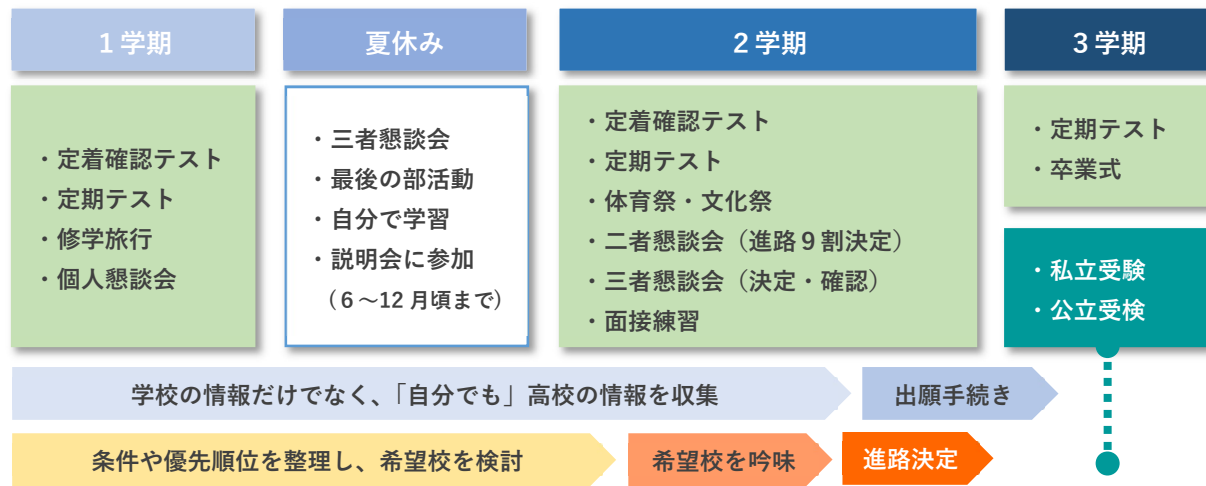 1学期
夏休み
2学期
3学期
・定着確認テスト
・定期テスト
・修学旅行
・個人懇談会
・三者懇談会
・最後の部活動
・自分で学習
・説明会に参加
(6～12月頃まで)
・定着確認テスト
・定期テスト
・体育祭・文化祭
・二者懇談会（進路9割決定）
・三者懇談会（決定・確認）
・面接練習
・定期テスト
・卒業式
・私立受験
・公立受検
学校の情報だけでなく、「自分でも」高校の情報を収集
出願手続き
条件や優先順位を整理し、希望校を検討
希望校を吟味
進路決定